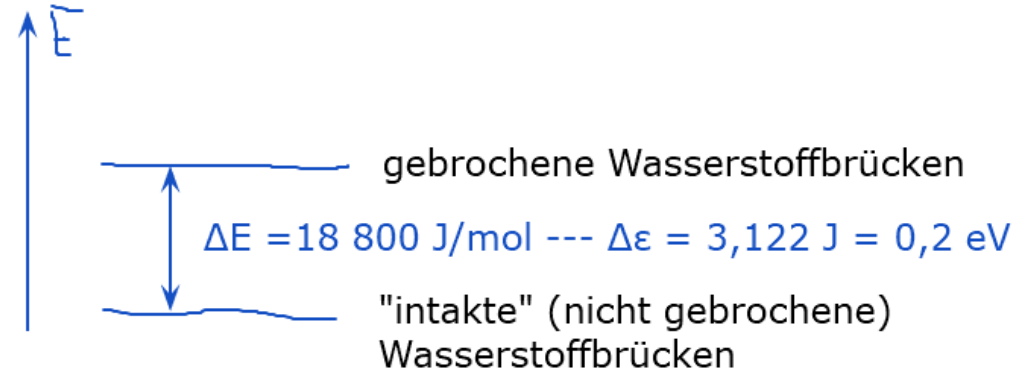 E
gebrochene Wasserstoffbrücken
ΔE =18 800 J/mol --- Δε = 3,122 J = 0,2 eV
"intakte" (nicht gebrochene)
Wasserstoffbrücken